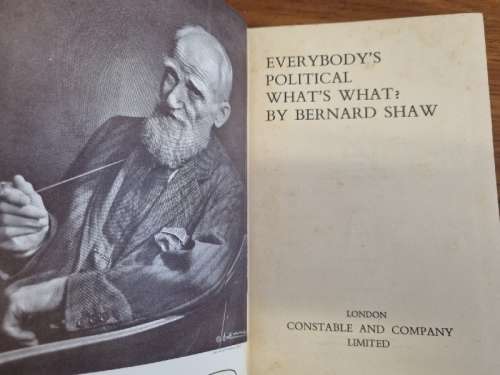 EVERYBODY'S
POLITICAL
WHAT'S WHAT?
BY BERNARD SHAW
LONDON
CONSTABLE AND COMPANY
LIMITED